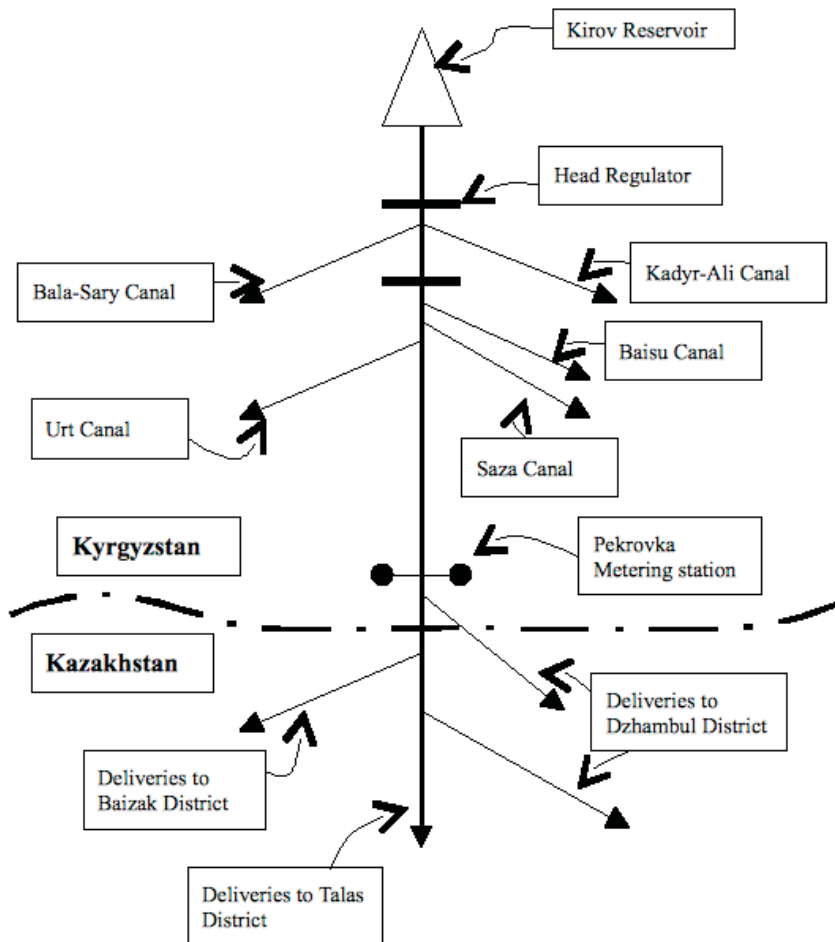 Kirov Reservoir
Head Regulator
Bala-Sary Canal
Kadyr-Ali Canal
Baisu Canal
Urt Canal
Saza Canal
Kyrgyzstan
Pekrovka
Metering station
Kazakhstan
Deliveries to
Dzhambul District
Deliveries to
Baizak District
Deliveries to Talas
District